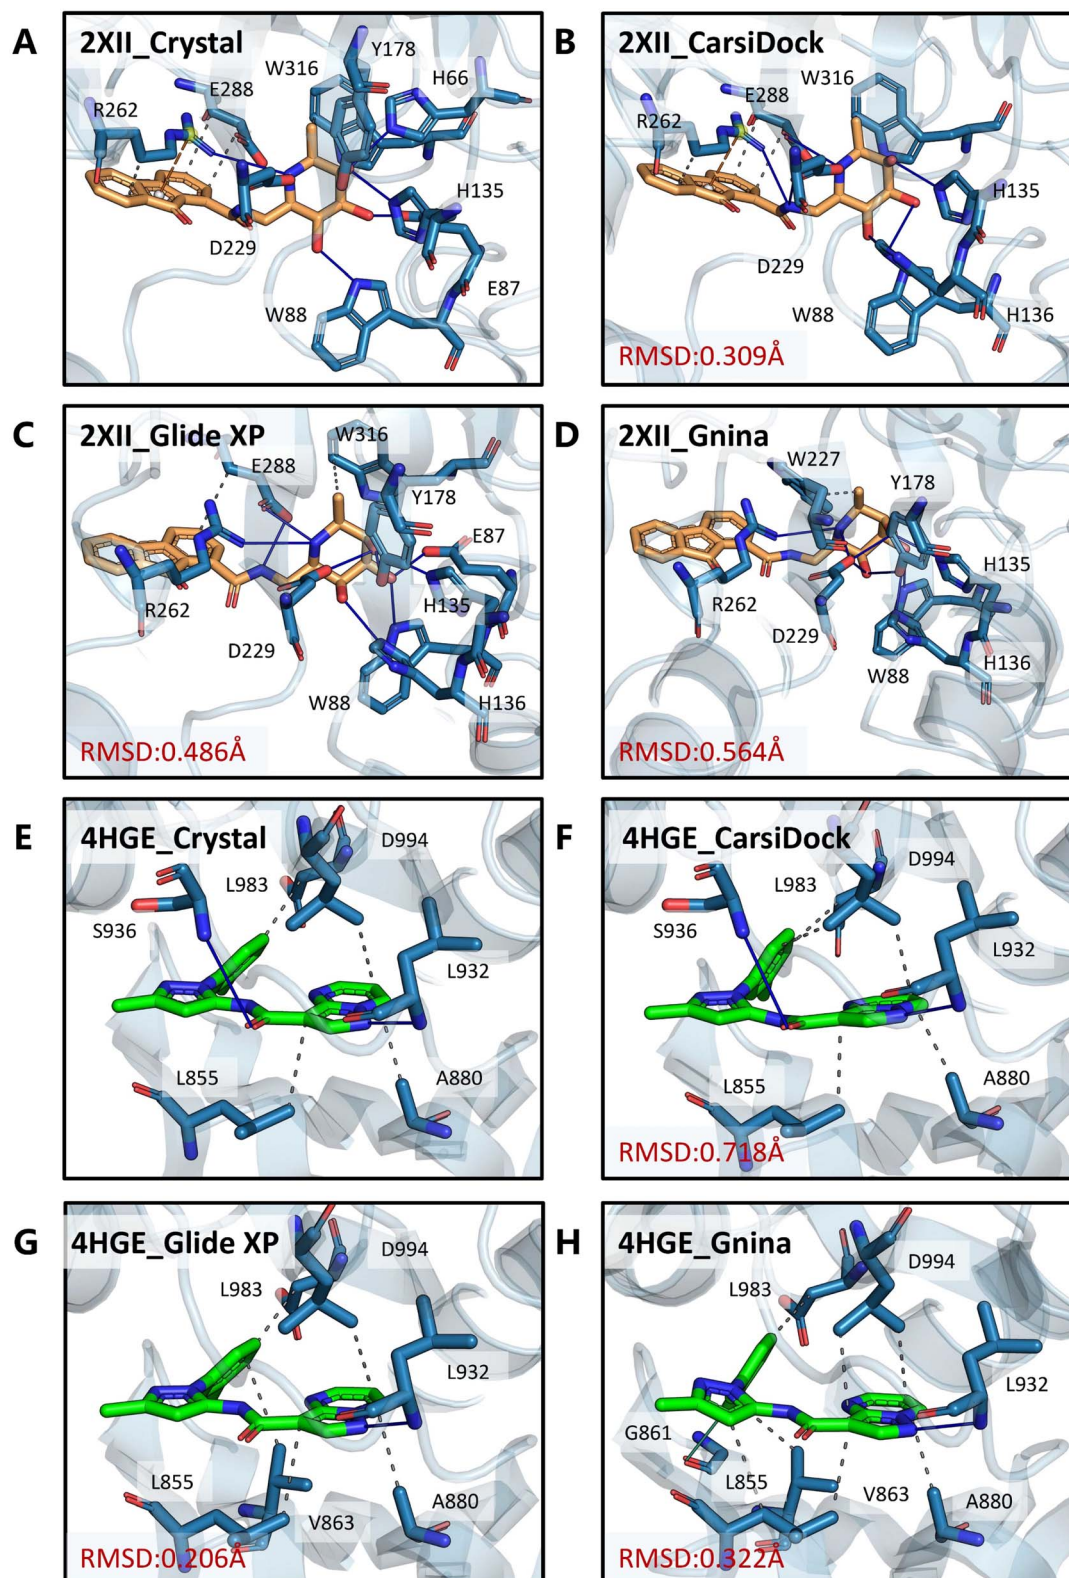 A
2XII_Crystal
Y178
W316
H66
E288
R262
H135
D229
E87
W88
B
2XII_CarsiDock
W316
E288
R262
H135
D229
W88
H136
RMSD:0.309Å
C
2XII_Glide XP
W316
E288
Y178
E87
R262
H135
D229
W88
H136
RMSD:0.486Å
D
2XII_Gnina
W227
Y178
H135
R262
D229
H136
W88
RMSD:0.564Å
E
4HGE_Crystal
D994
L983
S936
L932
L855
A880
F
4HGE_CarsiDock
D994
L983
S936
L932
L855
A880
RMSD:0.718Å
G
4HGE_Glide XP
D994
L983
L932
L855
A880
V863
RMSD:0.206Å
H
4HGE_Gnina
D994
L983
L932
G861
L855
V863
A880
RMSD:0.322Å